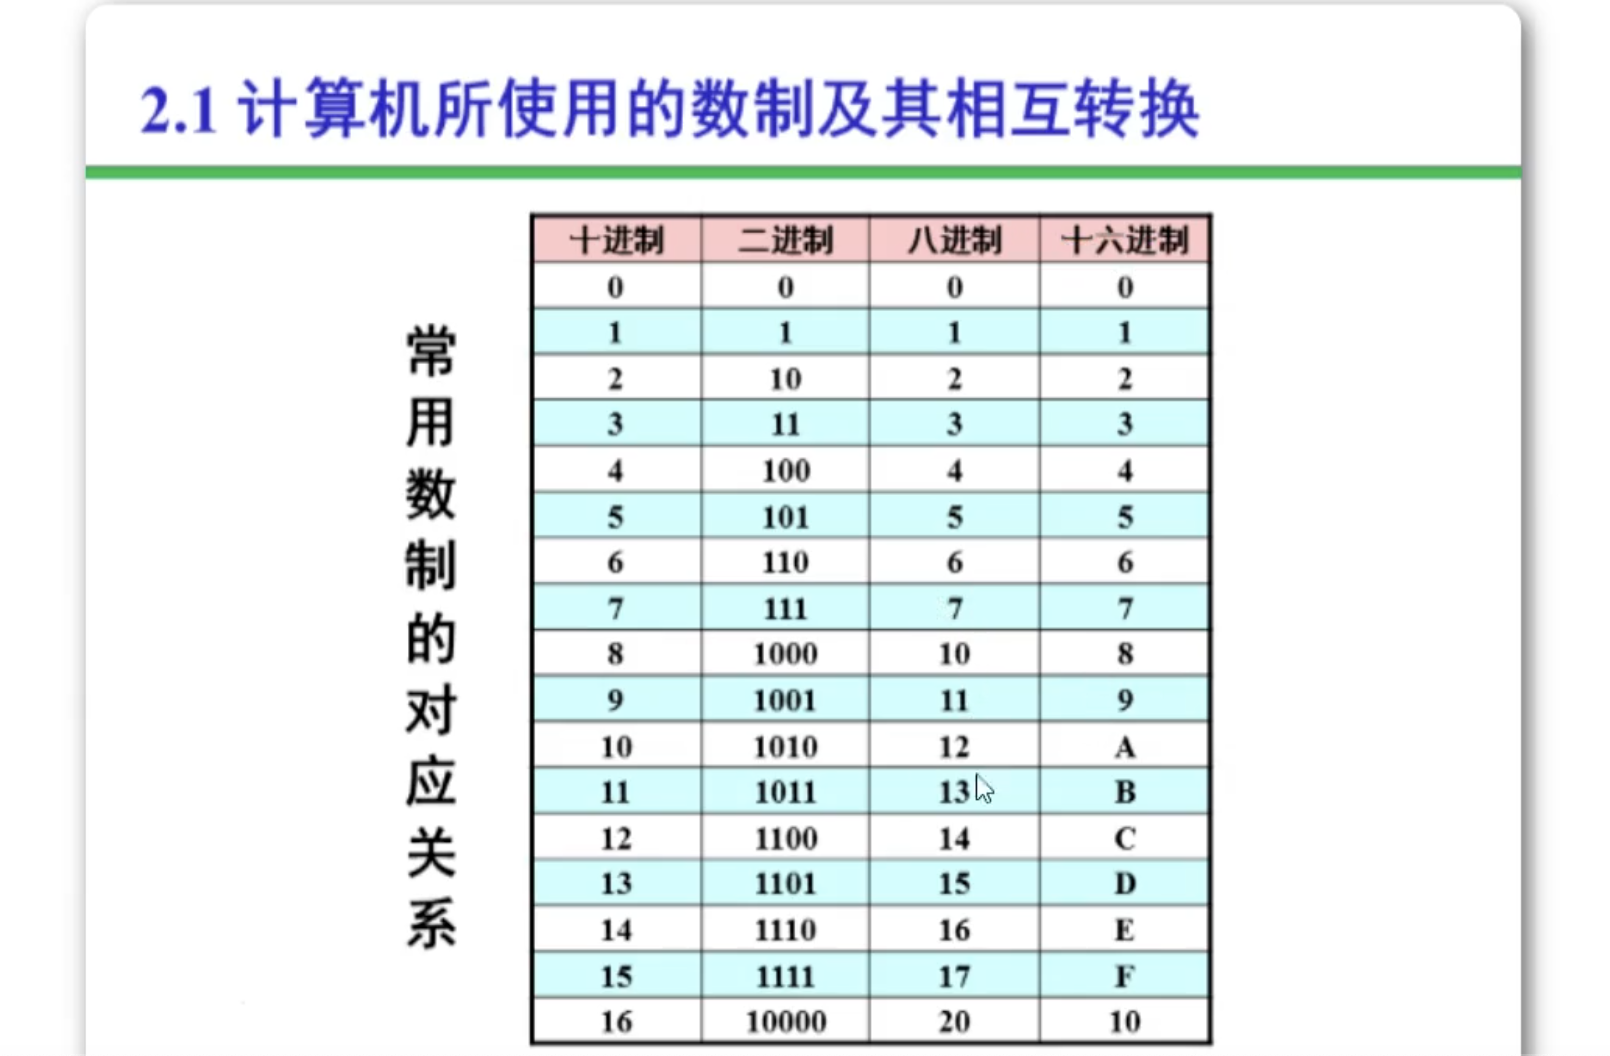 2.1 计算机所使用的数制及其相互转换
常用数制的对应关系
十进制 二进制 八进制 十六进制
0 0 0 0
1 1 1 1
2 10 2 2
3 11 3 3
4 100 4 4
5 101 5 5
6 110 6 6
7 111 7 7
8 1000 10 8
9 1001 11 9
10 1010 12 A
11 1011 13 B
12 1100 14 C
13 1101 15 D
14 1110 16 E
15 1111 17 F
16 10000 20 10